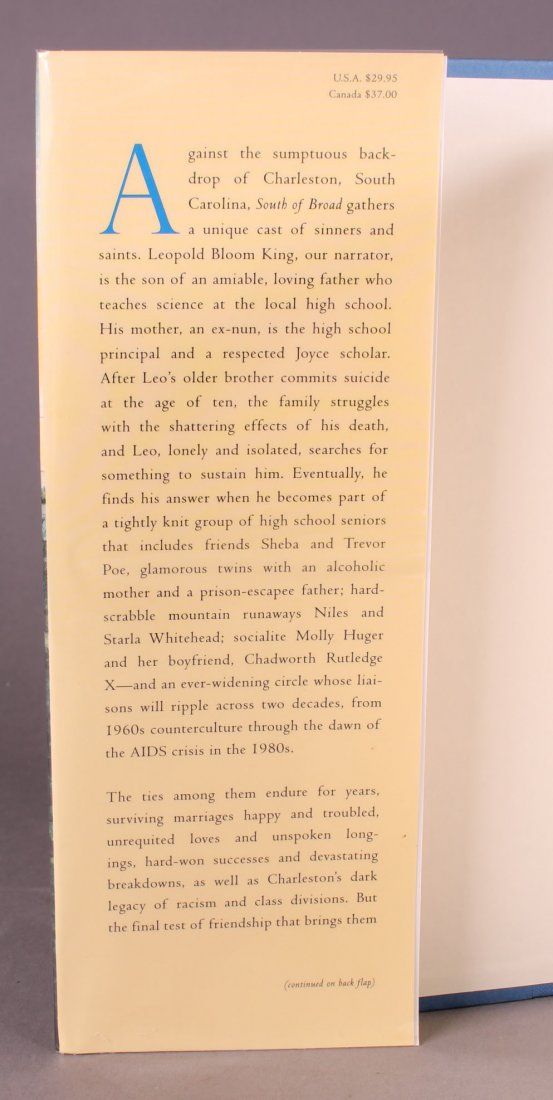 U.S.A. $29.95
Canada $37.00
Against the sumptuous back-
drop of Charleston, South
Carolina, South of Broad gathers
a unique cast of sinners and
saints. Leopold Bloom King, our narrator,
is the son of an amiable, loving father who
teaches science at the local high school.
His mother, an ex-nun, is the high school
principal and a respected Joyce scholar.
After Leo's older brother commits suicide
at the age of ten, the family struggles
with the shattering effects of his death,
and Leo, lonely and isolated, searches for
something to sustain him. Eventually, he
finds his answer when he becomes part of
a tightly knit group of high school seniors
that includes friends Sheba and Trevor
Poe, glamorous twins with an alcoholic
mother and a prison-escapee father; hard-
scrabble mountain runaways Niles and
Starla Whitehead; socialite Molly Huger
and her boyfriend, Chadworth Rutledge
X—and an ever-widening circle whose liai-
sons will ripple across two decades, from
1960s counterculture through the dawn of
the AIDS crisis in the 1980s.
The ties among them endure for years,
surviving marriages happy and troubled,
unrequited loves and unspoken long-
ings, hard-won successes and devastating
breakdowns, as well as Charleston's dark
legacy of racism and class divisions. But
the final test of friendship that brings them
(continued on back flap)